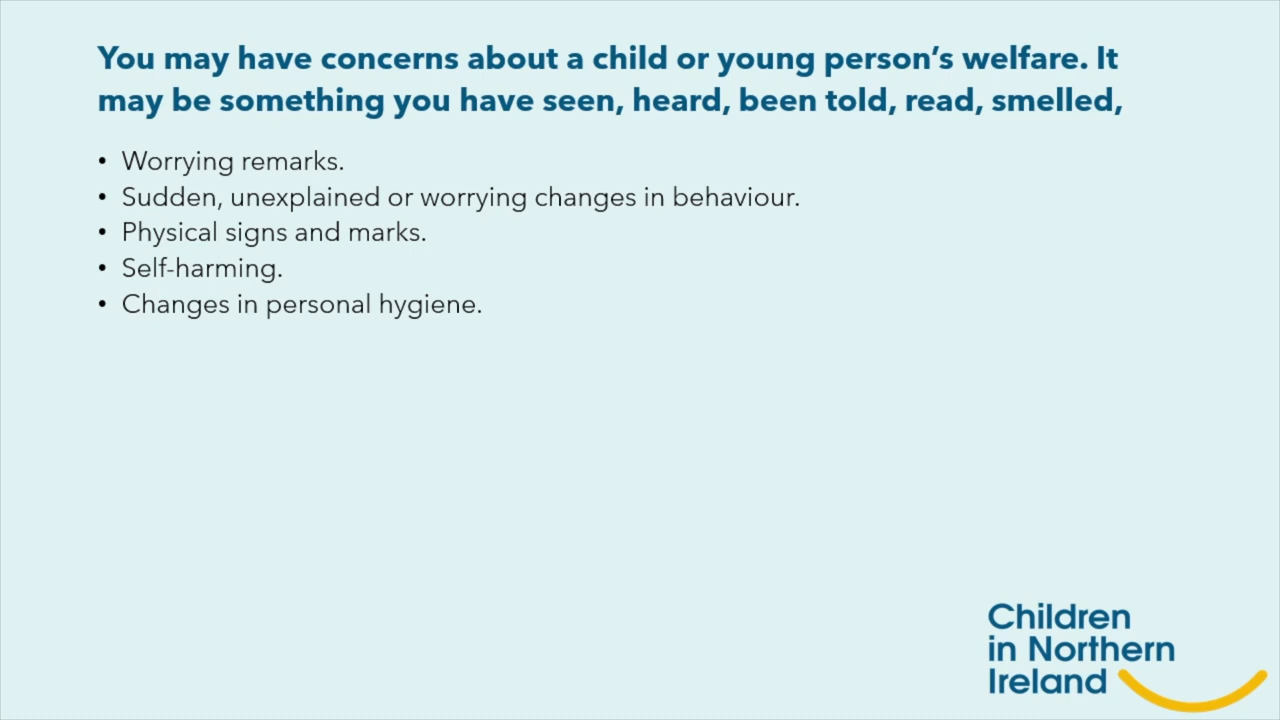 You may have concerns about a child or young person’s welfare. It
may be something you have seen, heard, been told, read, smelled,
• Worrying remarks.
• Sudden, unexplained or worrying changes in behaviour.
• Physical signs and marks.
• Self-harming.
• Changes in personal hygiene.
Children
in Northern
Ireland